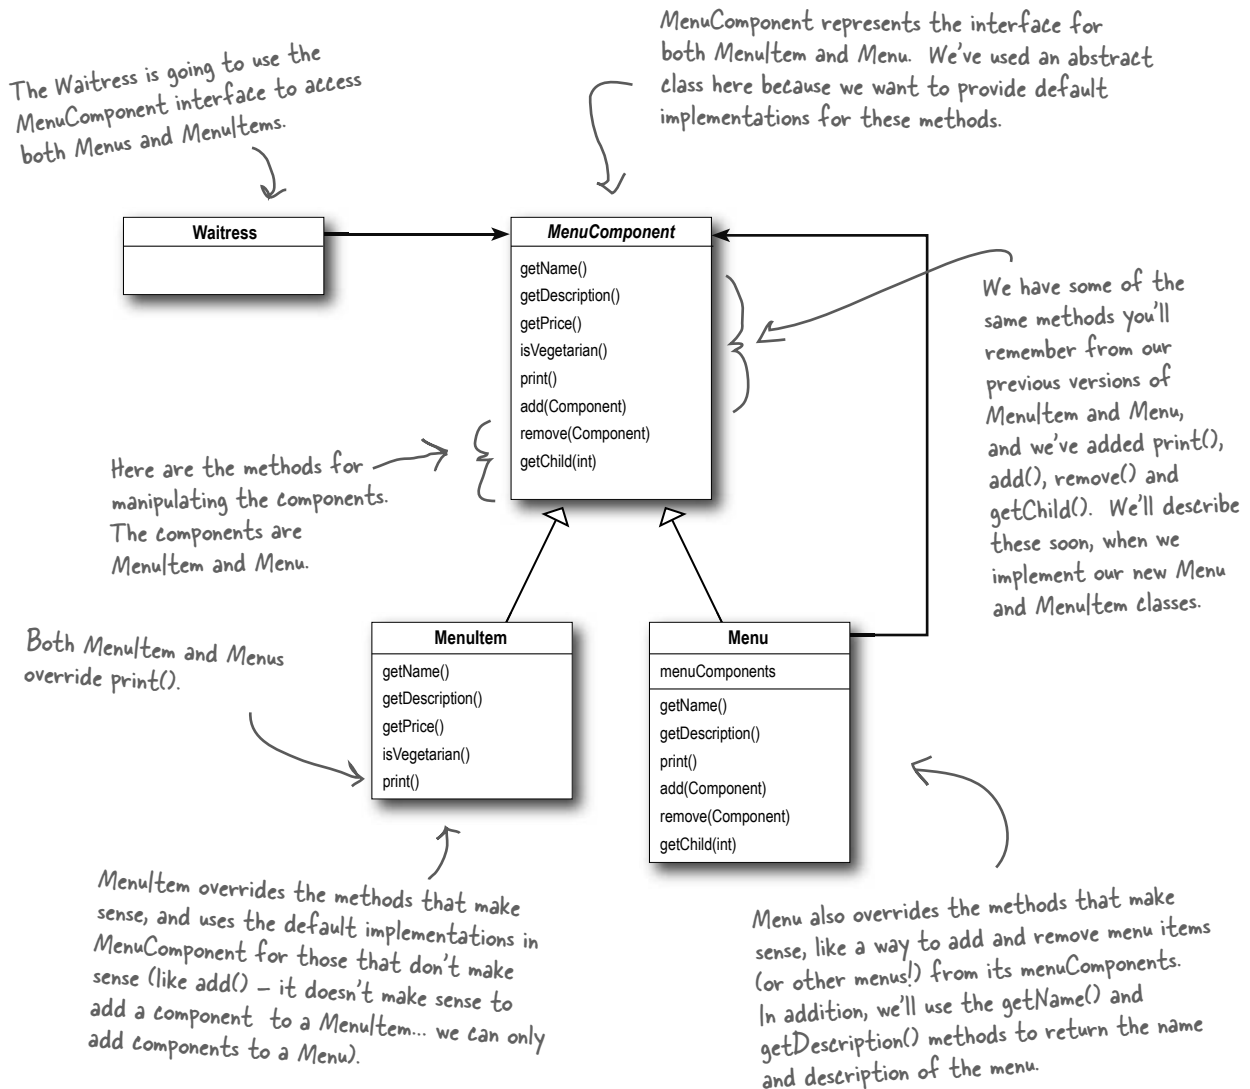 MenuComponent represents the interface for
both MenuItem and Menu. We've used an abstract
class here because we want to provide default
implementations for these methods.
The Waitress is going to use the
MenuComponent interface to access
both Menus and MenuItems.
Waitress
MenuComponent
getName()
getDescription()
getPrice()
isVegetarian()
print()
add(Component)
remove(Component)
getChild(int)
We have some of the
same methods you'll
remember from our
previous versions of
MenuItem and Menu,
and we've added print(),
add(), remove() and
getChild(). We'll describe
these soon, when we
implement our new Menu
and MenuItem classes.
Here are the methods for
manipulating the components.
The components are
MenuItem and Menu.
Both MenuItem and Menus
override print().
MenuItem
getName()
getDescription()
getPrice()
isVegetarian()
print()
Menu
menuComponents
getName()
getDescription()
print()
add(Component)
remove(Component)
getChild(int)
MenuItem overrides the methods that make
sense, and uses the default implementations in
MenuComponent for those that don't make
sense (like add() – it doesn't make sense to
add a component to a MenuItem... we can only
add components to a Menu).
Menu also overrides the methods that make
sense, like a way to add and remove menu items
(or other menus!) from its menuComponents.
In addition, we'll use the getName() and
getDescription() methods to return the name
and description of the menu.